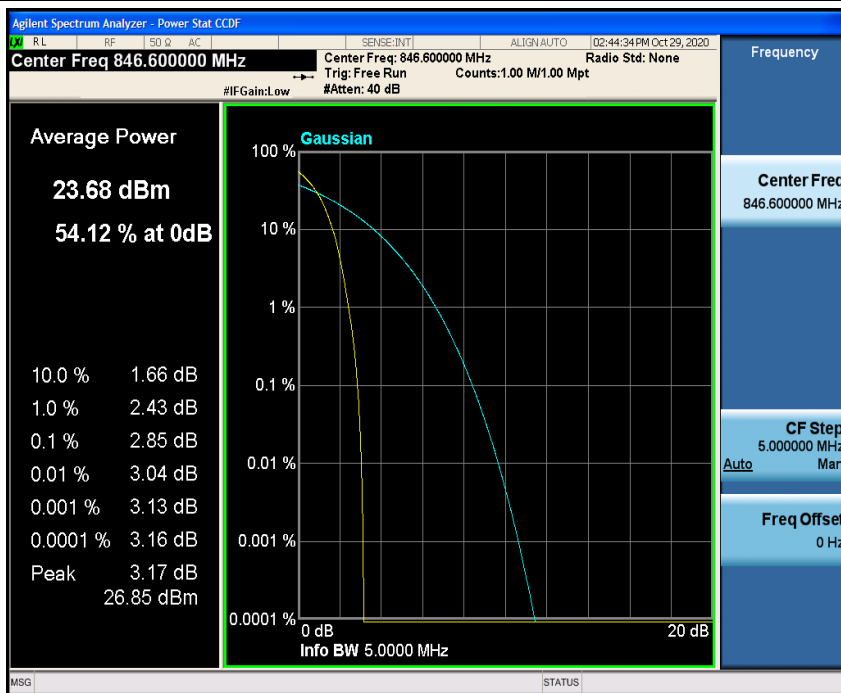 Agilent Spectrum Analyzer - Power Stat CCDF
LXI RL RF 50 Ω AC SENSE:INT ALIGN AUTO 02:44:34 PM Oct 29, 2020
Center Freq 846.600000 MHz
Center Freq: 846.600000 MHz Radio Std: None
Trig: Free Run Counts:1.00 M/1.00 Mpt
#IFGain:Low #Atten: 40 dB
Average Power
23.68 dBm
54.12 % at 0dB
10.0 % 1.66 dB
1.0 % 2.43 dB
0.1 % 2.85 dB
0.01 % 3.04 dB
0.001 % 3.13 dB
0.0001 % 3.16 dB
Peak 3.17 dB
26.85 dBm
Gaussian
100 %
10 %
1 %
0.1 %
0.01 %
0.001 %
0.0001 %
0 dB 20 dB
Info BW 5.0000 MHz
Frequency
Center Freq
846.600000 MHz
CF Step
5.000000 MHz
Auto Man
Freq Offset
0 Hz
MSG STATUS